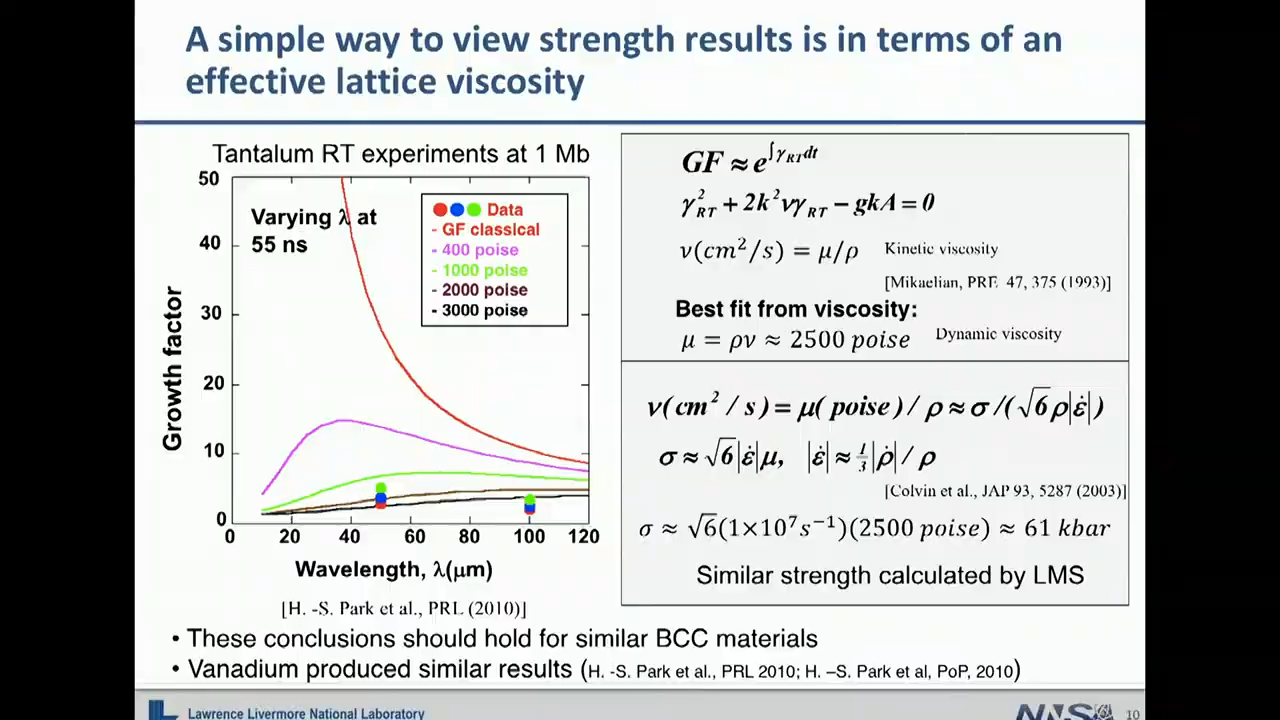 A simple way to view strength results is in terms of an
effective lattice viscosity
Tantalum RT experiments at 1 Mb
50
40
30
20
10
0
Growth factor
Varying λ at
55 ns
Data
- GF classical
- 400 poise
- 1000 poise
- 2000 poise
- 3000 poise
0 20 40 60 80 100 120
Wavelength, λ(μm)
[H. -S. Park et al., PRL (2010)]
GF ≈ e^∫γ_RT dt
γ²_RT + 2k²νγ_RT − gkA = 0
ν(cm²/s) = μ/ρ Kinetic viscosity
[Mikaelian, PRE 47, 375 (1993)]
Best fit from viscosity:
μ = ρν ≈ 2500 poise Dynamic viscosity
ν(cm²/s) = μ(poise)/ρ ≈ σ/(√6ρ|ε̇|)
σ ≈ √6|ε̇|μ, |ε̇| ≈ ⅓|ρ̇|/ρ
[Colvin et al., JAP 93, 5287 (2003)]
σ ≈ √6(1×10⁷s⁻¹)(2500 poise) ≈ 61 kbar
Similar strength calculated by LMS
• These conclusions should hold for similar BCC materials
• Vanadium produced similar results (H. -S. Park et al., PRL 2010; H. –S. Park et al, PoP, 2010)
Lawrence Livermore National Laboratory
10